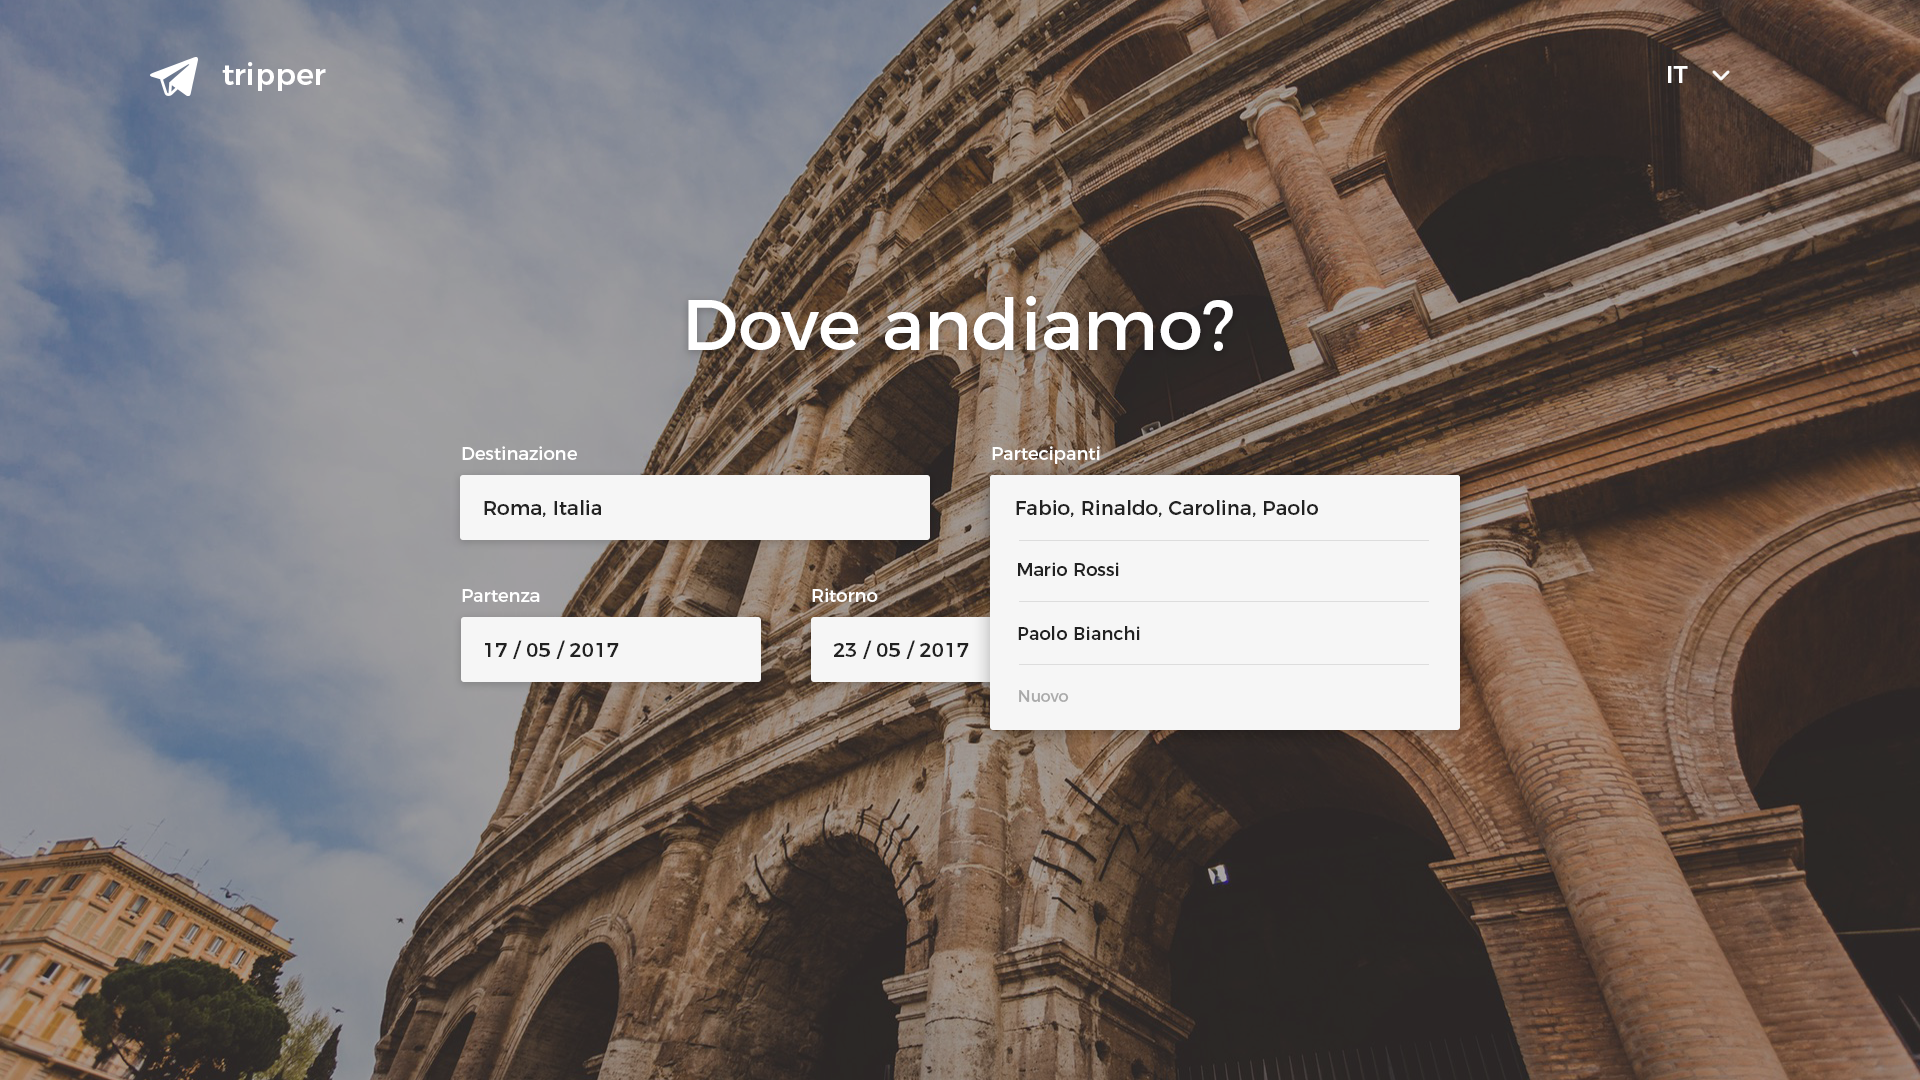 tripper
IT
Dove andiamo?
Destinazione
Roma, Italia
Partecipanti
Fabio, Rinaldo, Carolina, Paolo
Mario Rossi
Paolo Bianchi
Nuovo
Partenza
17 / 05 / 2017
Ritorno
23 / 05 / 2017